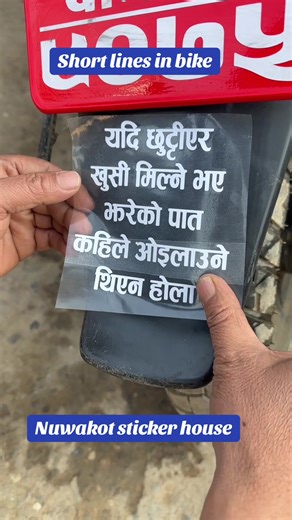 Short lines in bike
यदि छुट्टीएर
खुसी मिल्ने भए
झरेको पात
कहिले ओइलाउने
थिएन होला
Nuwakot sticker house